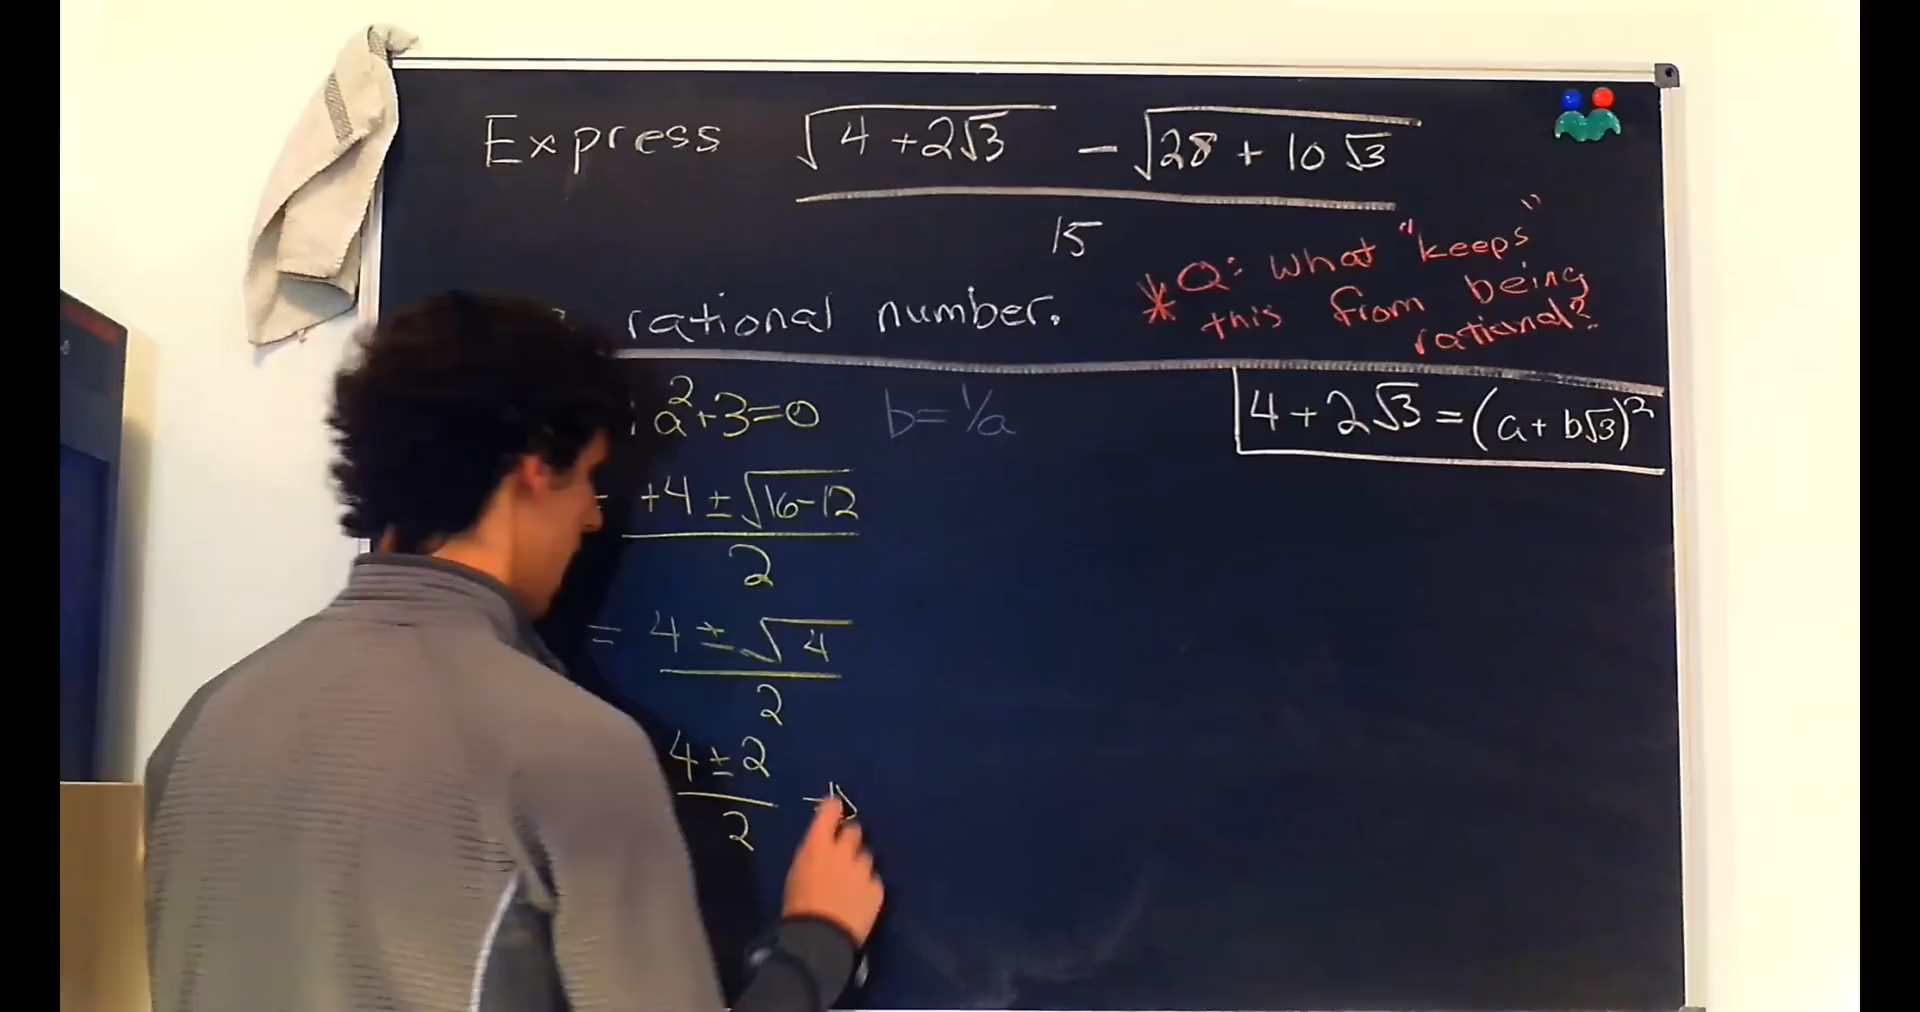 Express √(4+2√3) − √(28 + 10√3)
15
rational number.
*Q: What "keeps"
this from being
rational?
a²+3=0 b=1/a
4+2√3=(a+b√3)²
+4±√(16-12)
2
= 4±√4
2
4±2
2